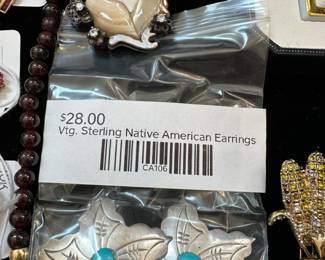 $28.00
Vtg. Sterling Native American Earrings
CA106